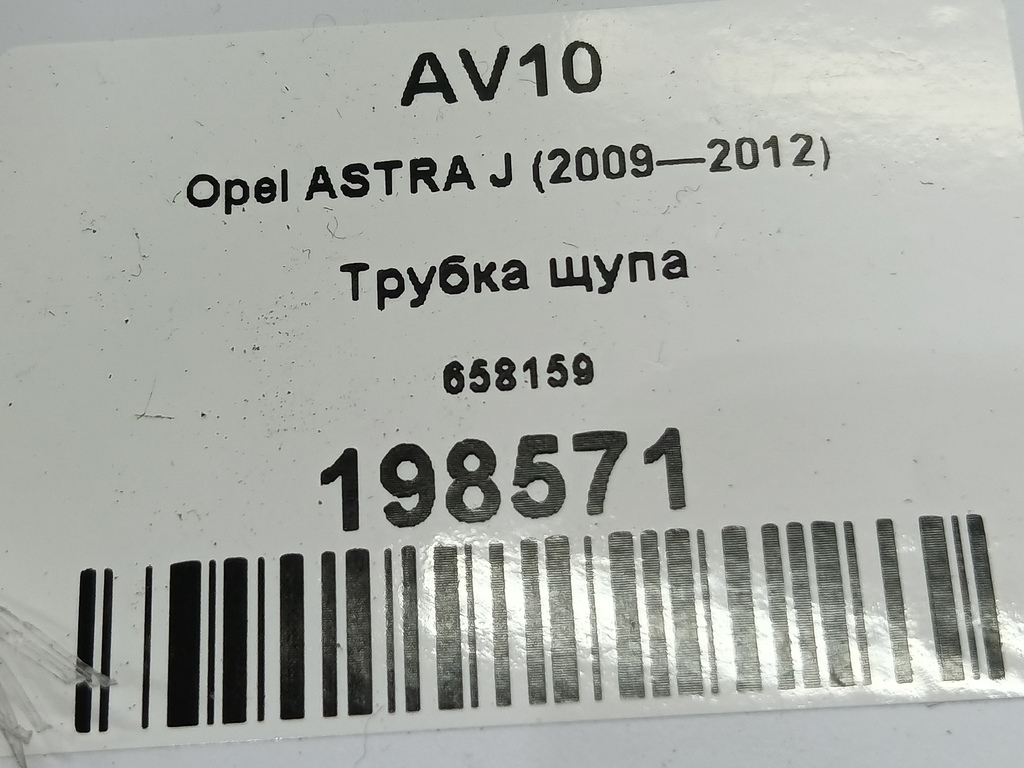 AV10
Opel ASTRA J (2009—2012)
Трубка щупа
658159
198571